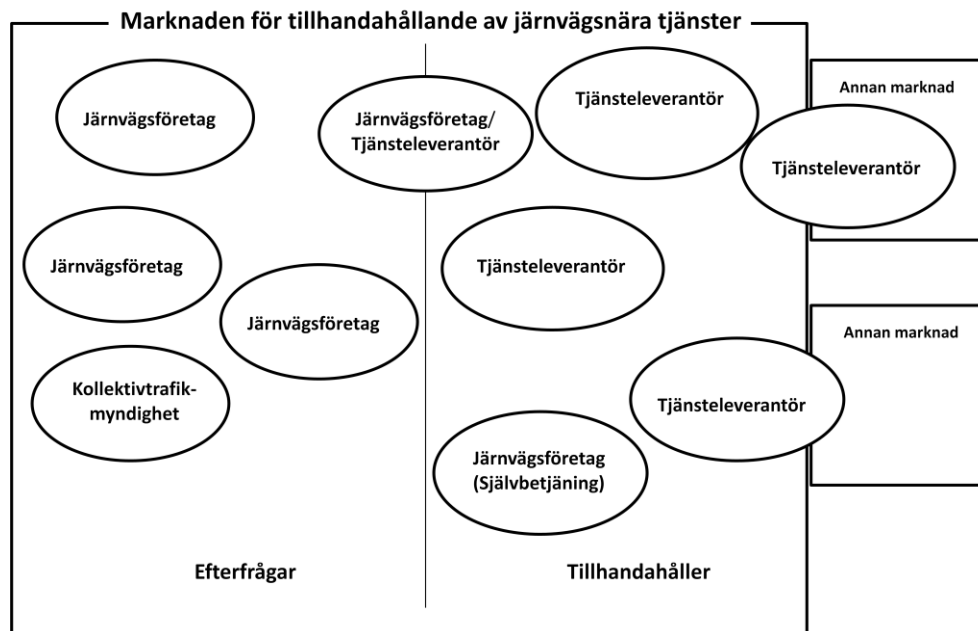 Marknaden för tillhandahållande av järnvägsnära tjänster
Järnvägsföretag
Järnvägsföretag/
Tjänsteleverantör
Tjänsteleverantör
Annan marknad
Tjänsteleverantör
Järnvägsföretag
Järnvägsföretag
Tjänsteleverantör
Annan marknad
Kollektivtrafik-
myndighet
Tjänsteleverantör
Järnvägsföretag
(Självbetjäning)
Efterfrågar
Tillhandahåller